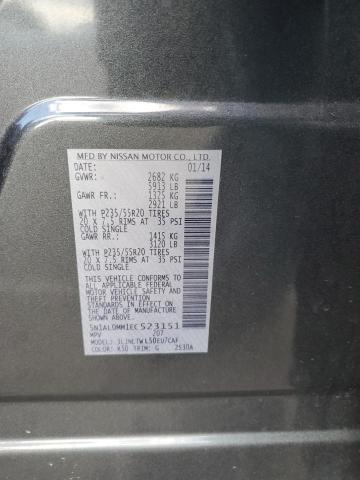 MFD BY NISSAN MOTOR CO., LTD.
DATE: 01/14
GVWR: 2682 KG
5913 LB
GAWR FR.: 1325 KG
2921 LB
WITH P235/55R20 TIRES
20 X 7.5 RIMS AT 35 PSI
COLD SINGLE
GAWR RR.: 1415 KG
3120 LB
WITH P235/55R20 TIRES
20 X 7.5 RIMS AT 35 PSI
COLD SINGLE
THIS VEHICLE CONFORMS TO
ALL APPLICABLE FEDERAL
MOTOR VEHICLE SAFETY
STANDARDS IN EFFECT ON
THE DATE OF MANUFACTURE
SHOWN ABOVE
5N1AL0MM1EC523151
MPV 207
MODEL: JLJNLTWL50EU7CAF
COLOR: K50 TRIM: G 2530A